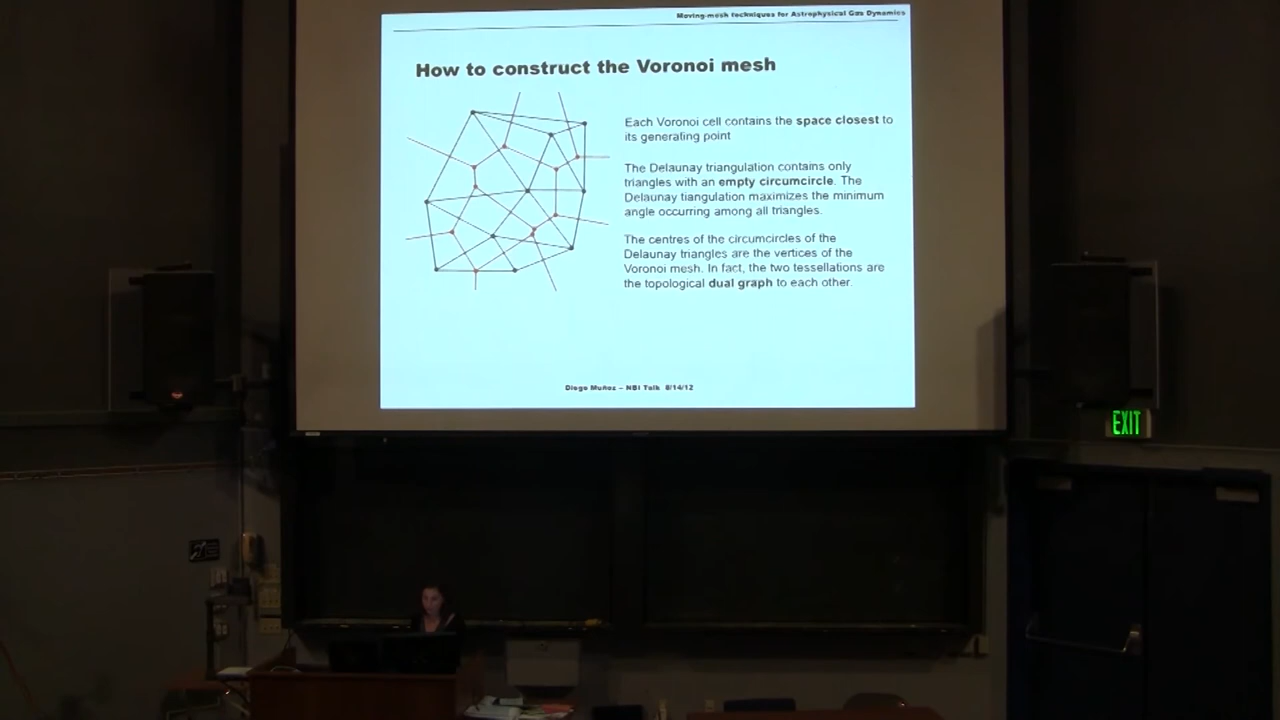 Moving-mesh techniques for Astrophysical Gas Dynamics
How to construct the Voronoi mesh
Each Voronoi cell contains the space closest to
its generating point
The Delaunay triangulation contains only
triangles with an empty circumcircle. The
Delaunay tiangulation maximizes the minimum
angle occurring among all triangles.
The centres of the circumcircles of the
Delaunay triangles are the vertices of the
Voronoi mesh. In fact, the two tessellations are
the topological dual graph to each other.
Diego Muñoz – NBI Talk 8/14/12
EXIT